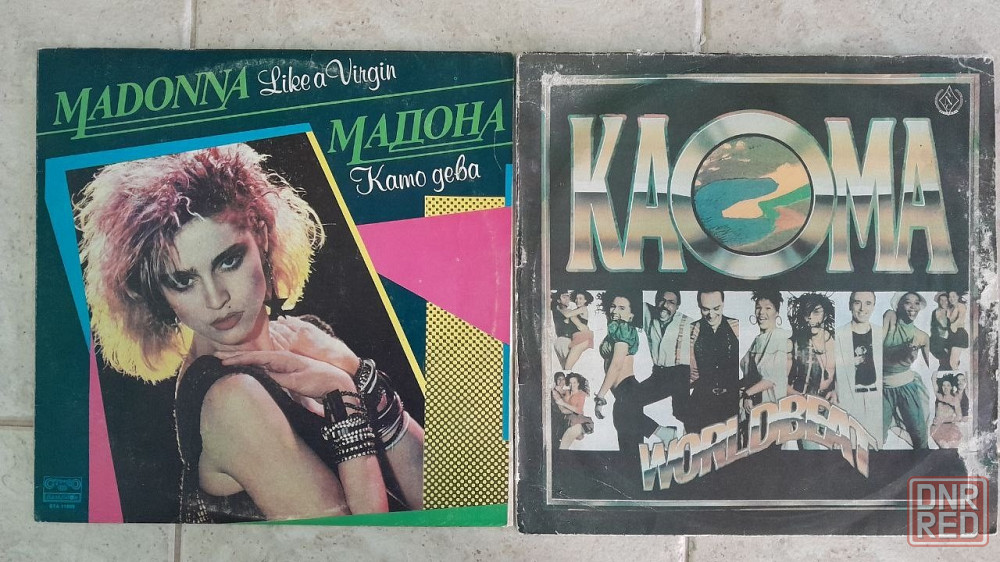 MADONNA Like a Virgin
МАДОНА
Като дева
KAOMA
WORLDBEAT
DNR
RED